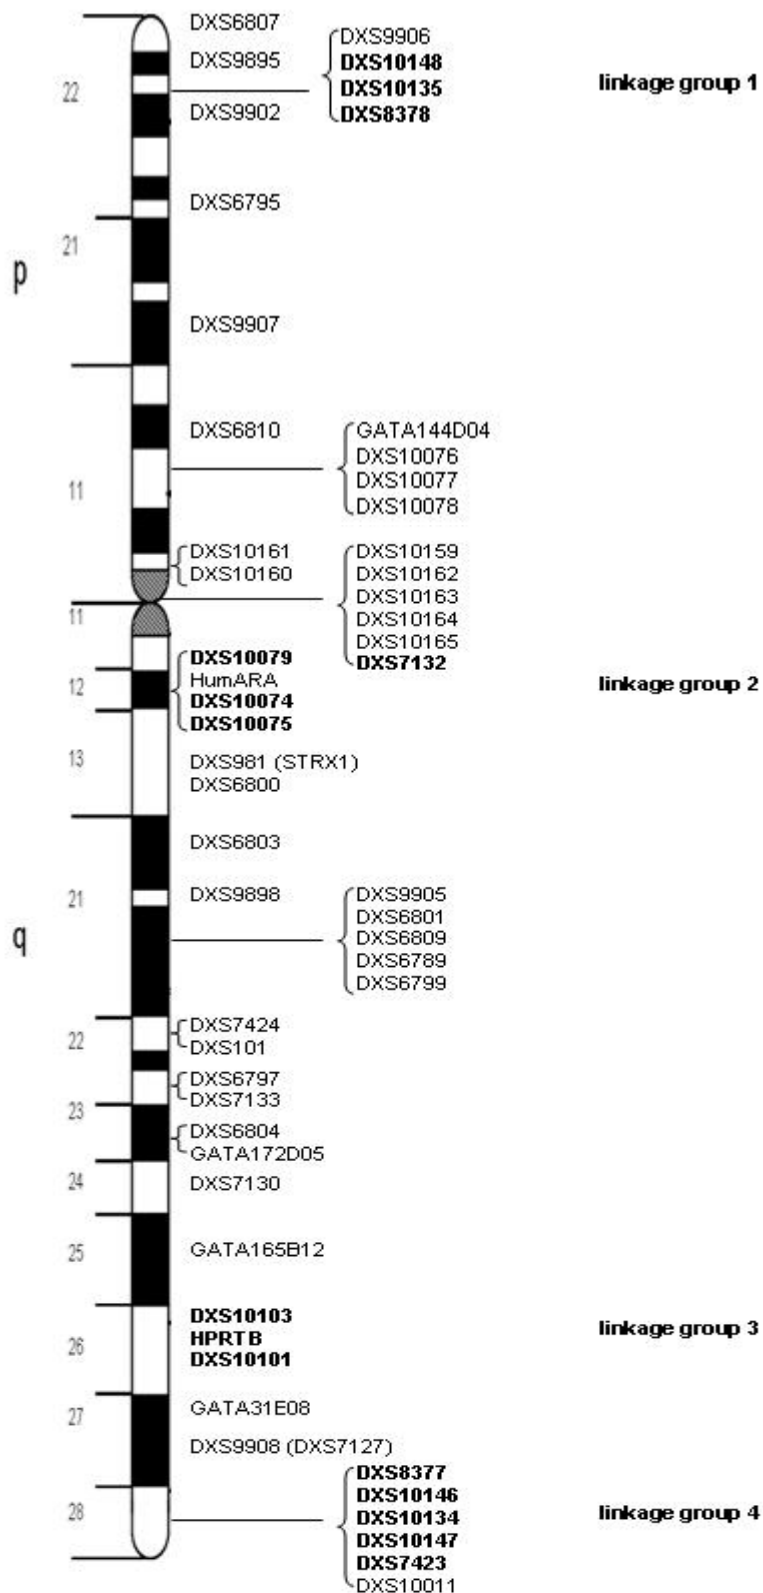 DXS6807
DXS9906
DXS9895
DXS10148
linkage group 1
22
DXS10135
DXS9902
DXS8378
DXS6795
21
p
DXS9907
DXS6810
GATA144D04
DXS10076
DXS10077
11
DXS10078
DXS10161
DXS10159
DXS10160
DXS10162
DXS10163
11
DXS10164
DXS10165
DXS10079
DXS7132
12
HumARA
linkage group 2
DXS10074
DXS10075
13
DXS981 (STRX1)
DXS6800
DXS6803
21
DXS9898
DXS9905
DXS6801
q
DXS6809
DXS6789
DXS6799
22
DXS7424
DXS101
DXS6797
DXS7133
23
DXS6804
GATA172D05
24
DXS7130
25
GATA165B12
DXS10103
linkage group 3
26
HPRTB
DXS10101
27
GATA31E08
DXS9908 (DXS7127)
DXS8377
DXS10146
28
DXS10134
linkage group 4
DXS10147
DXS7423
DXS10011